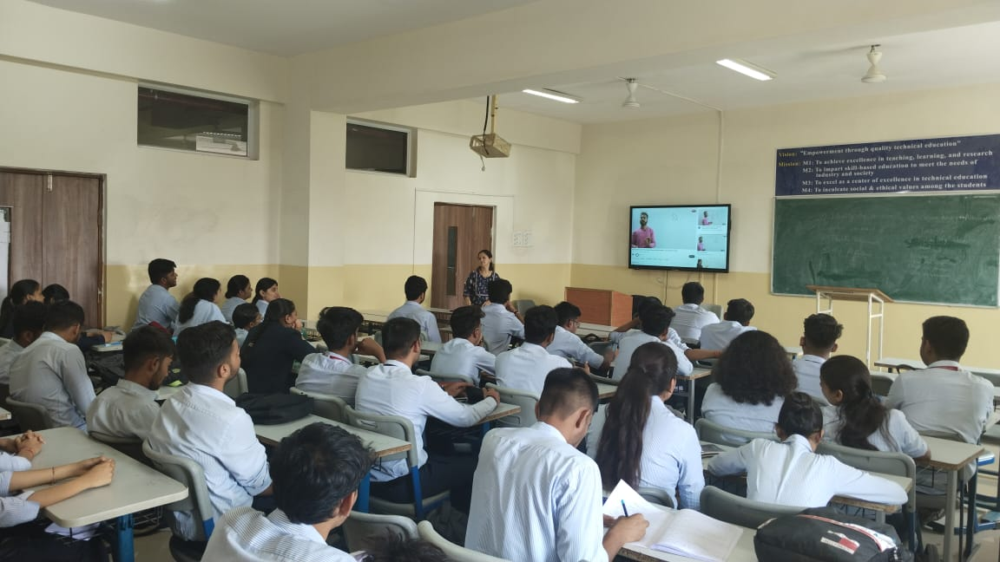 Vision: "Empowerment through quality technical education"
Mission: M1: To achieve excellence in teaching, learning, and research
M2: To impart skill-based education to meet the needs of
industry and society
M3: To excel as a center of excellence in technical education
M4: To inculcate social & ethical values among the students